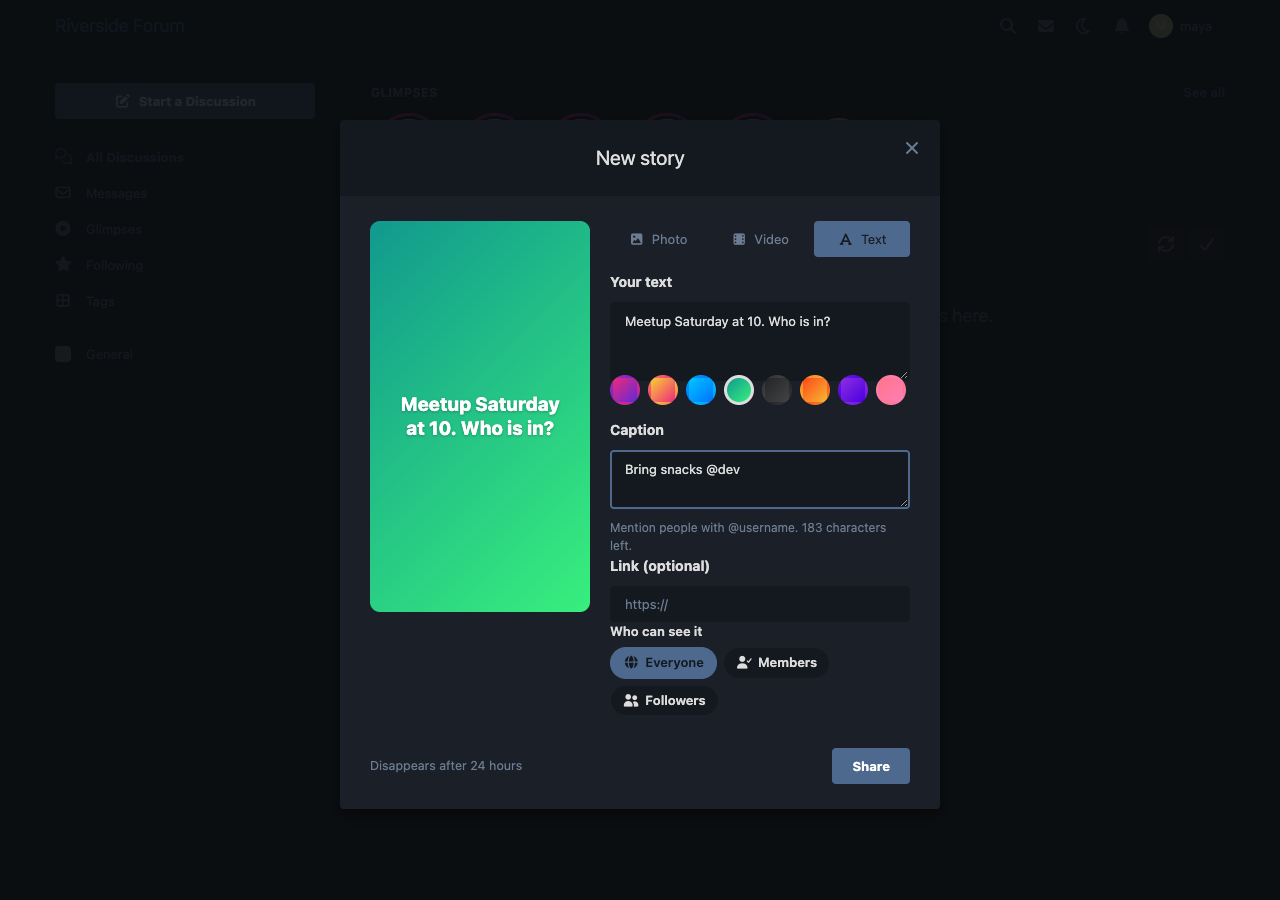 Riverside Forum
maya
Start a Discussion
GLIMPSES
See all
All Discussions
Messages
Glimpses
Following
Tags
General
s here.
New story
Photo
Video
Text
Your text
Meetup Saturday at 10. Who is in?
Meetup Saturday
at 10. Who is in?
Caption
Bring snacks @dev
Mention people with @username. 183 characters
left.
Link (optional)
https://
Who can see it
Everyone
Members
Followers
Disappears after 24 hours
Share